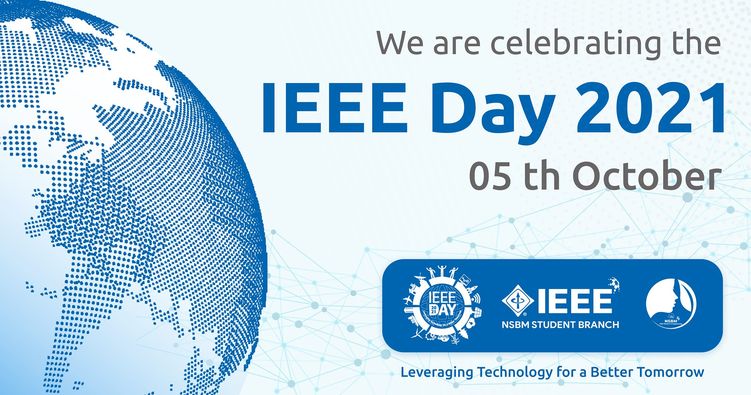 We are celebrating the
IEEE Day 2021
05 th October
IEEE
DAY
IEEE
NSBM STUDENT BRANCH
NSBM
Leveraging Technology for a Better Tomorrow